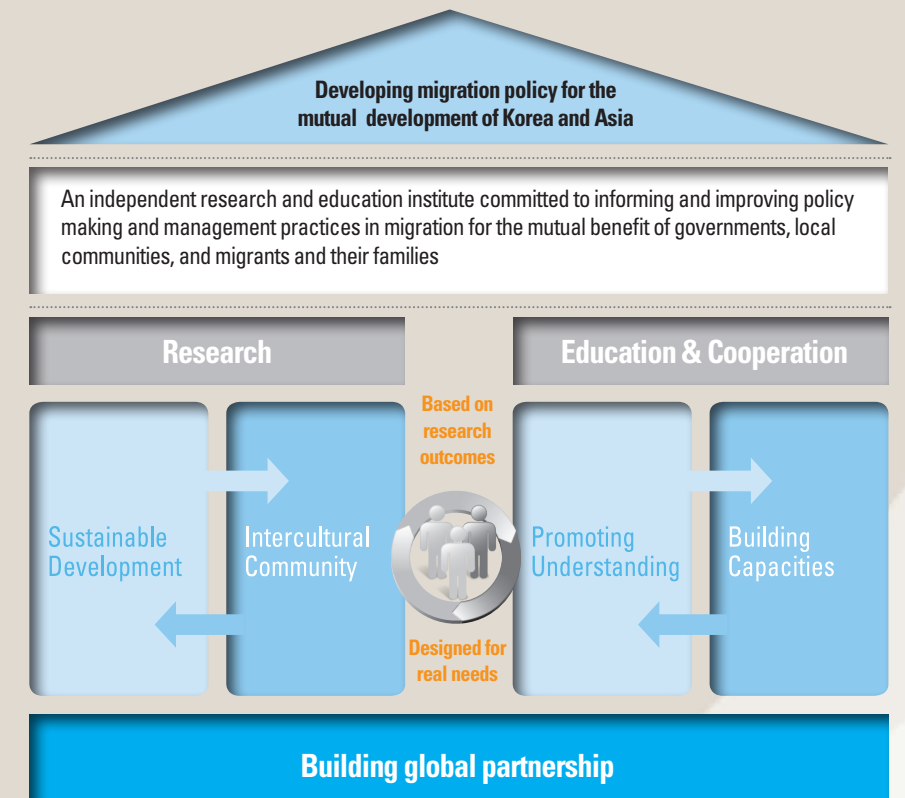 Developing migration policy for the
mutual development of Korea and Asia
An independent research and education institute committed to informing and improving policy
making and management practices in migration for the mutual benefit of governments, local
communities, and migrants and their families
Research
Education & Cooperation
Based on
research
outcomes
Sustainable
Development
Intercultural
Community
Promoting
Understanding
Building
Capacities
Designed for
real needs
Building global partnership